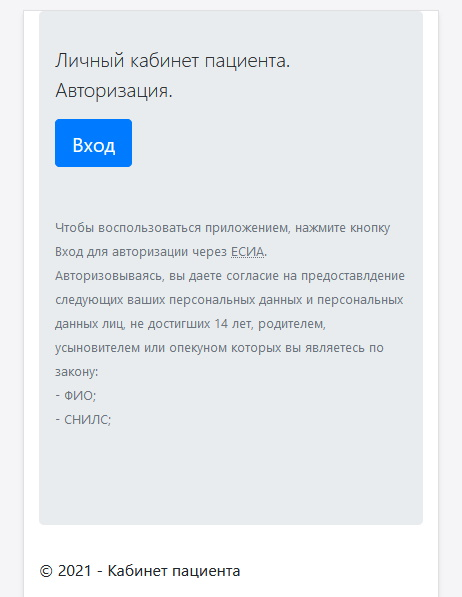 Личный кабинет пациента.
Авторизация.
Вход
Чтобы воспользоваться приложением, нажмите кнопку
Вход для авторизации через ЕСИА.
Авторизовываясь, вы даете согласие на предоставлдение
следующих ваших персональных данных и персональных
данных лиц, не достигших 14 лет, родителем,
усыновителем или опекуном которых вы являетесь по
закону:
- ФИО;
- СНИЛС;
© 2021 - Кабинет пациента